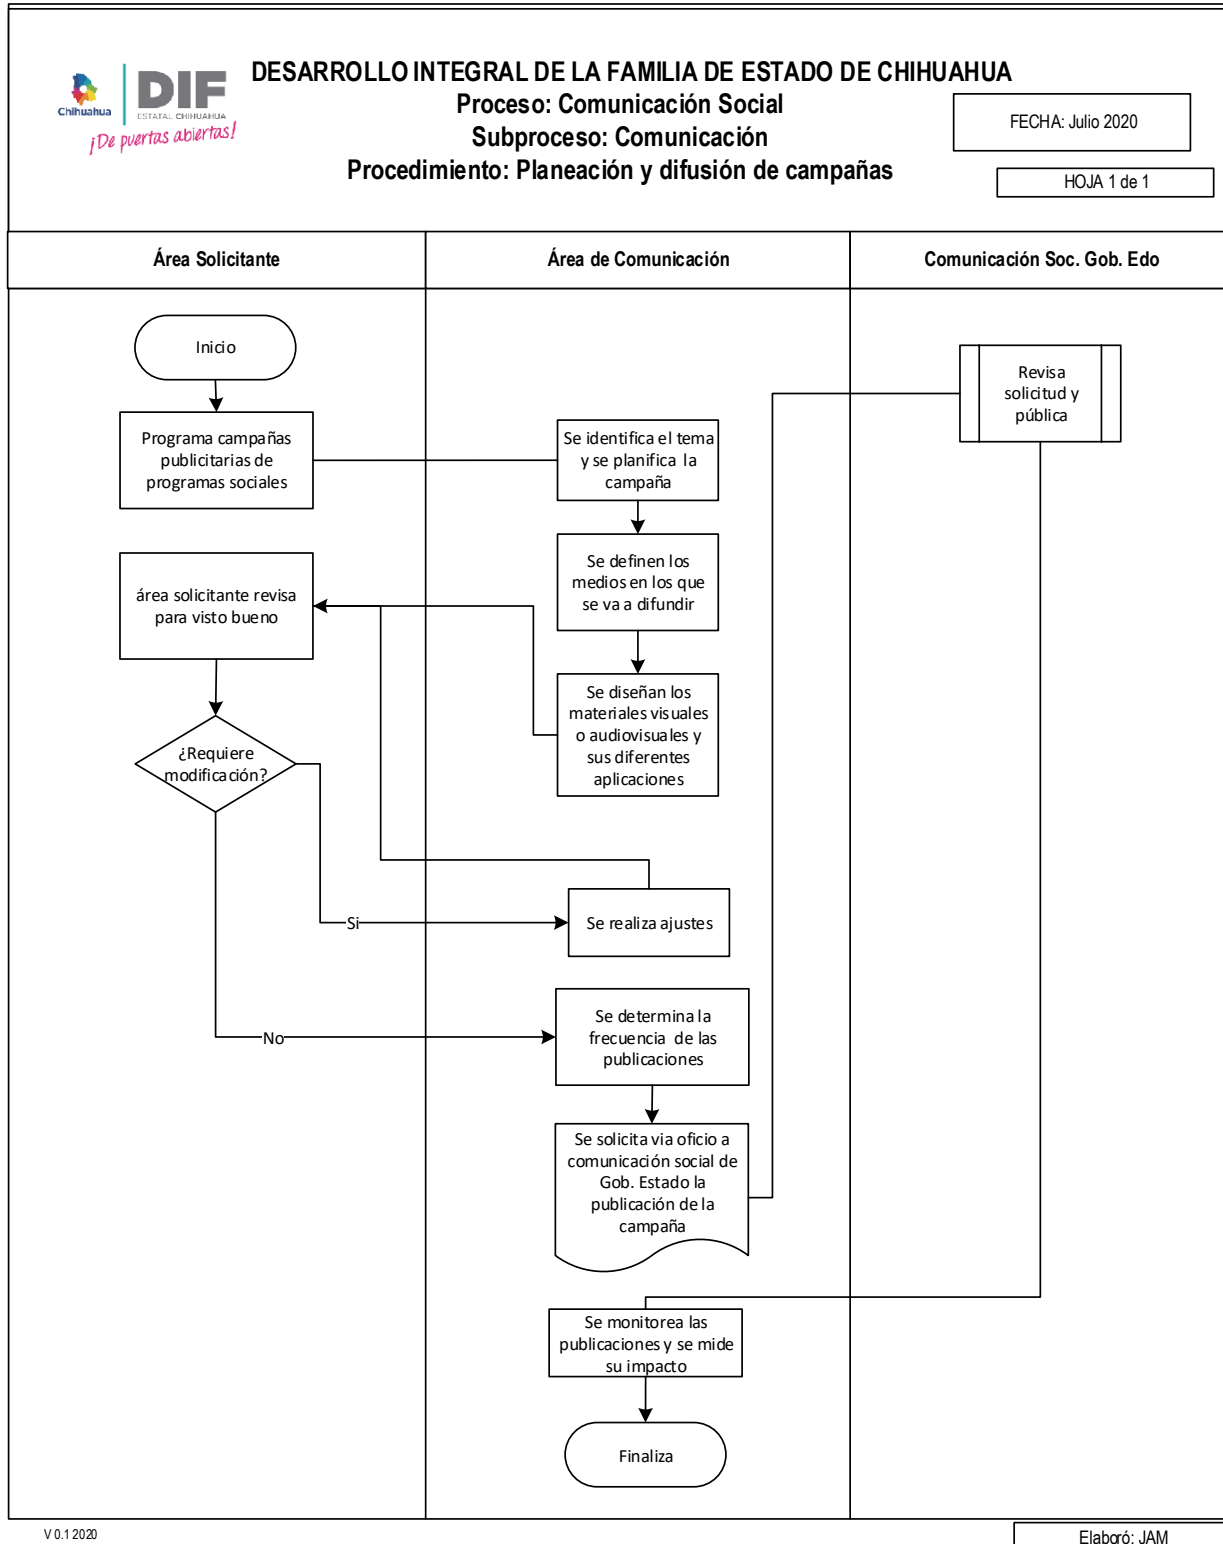 Chihuahua
DIF
ESTATAL CHIHUAHUA
¡De puertas abiertas!
DESARROLLO INTEGRAL DE LA FAMILIA DE ESTADO DE CHIHUAHUA
Proceso: Comunicación Social
Subproceso: Comunicación
Procedimiento: Planeación y difusión de campañas
FECHA: Julio 2020
HOJA 1 de 1
Área Solicitante
Área de Comunicación
Comunicación Soc. Gob. Edo
Inicio
Programa campañas
publicitarias de
programas sociales
Se identifica el tema
y se planifica la
campaña
Se definen los
medios en los que
se va a difundir
Se diseñan los
materiales visuales
o audiovisuales y
sus diferentes
aplicaciones
área solicitante revisa
para visto bueno
¿Requiere
modificación?
Si
Se realiza ajustes
No
Se determina la
frecuencia de las
publicaciones
Se solicita via oficio a
comunicación social de
Gob. Estado la
publicación de la
campaña
Revisa
solicitud y
pública
Se monitorea las
publicaciones y se mide
su impacto
Finaliza
V 0.1 2020
Elaboró: JAM